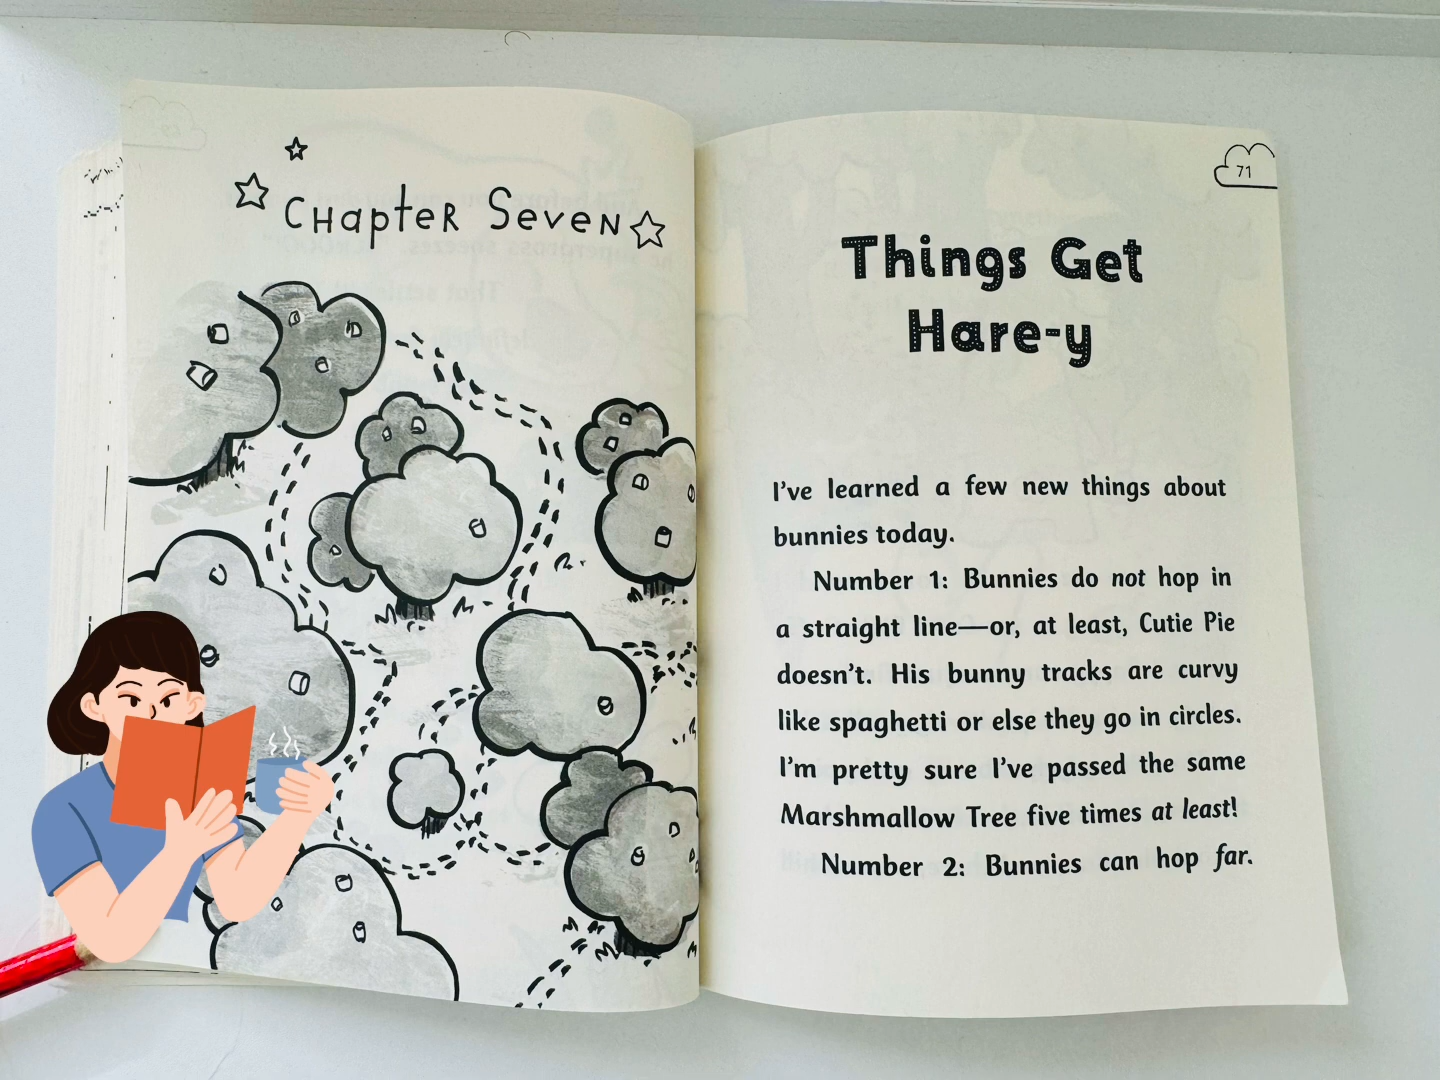 Chapter Seven
71
Things Get
Hare-y
I've learned a few new things about
bunnies today.
Number 1: Bunnies do not hop in
a straight line—or, at least, Cutie Pie
doesn't. His bunny tracks are curvy
like spaghetti or else they go in circles.
I'm pretty sure I've passed the same
Marshmallow Tree five times at least!
Number 2: Bunnies can hop far.